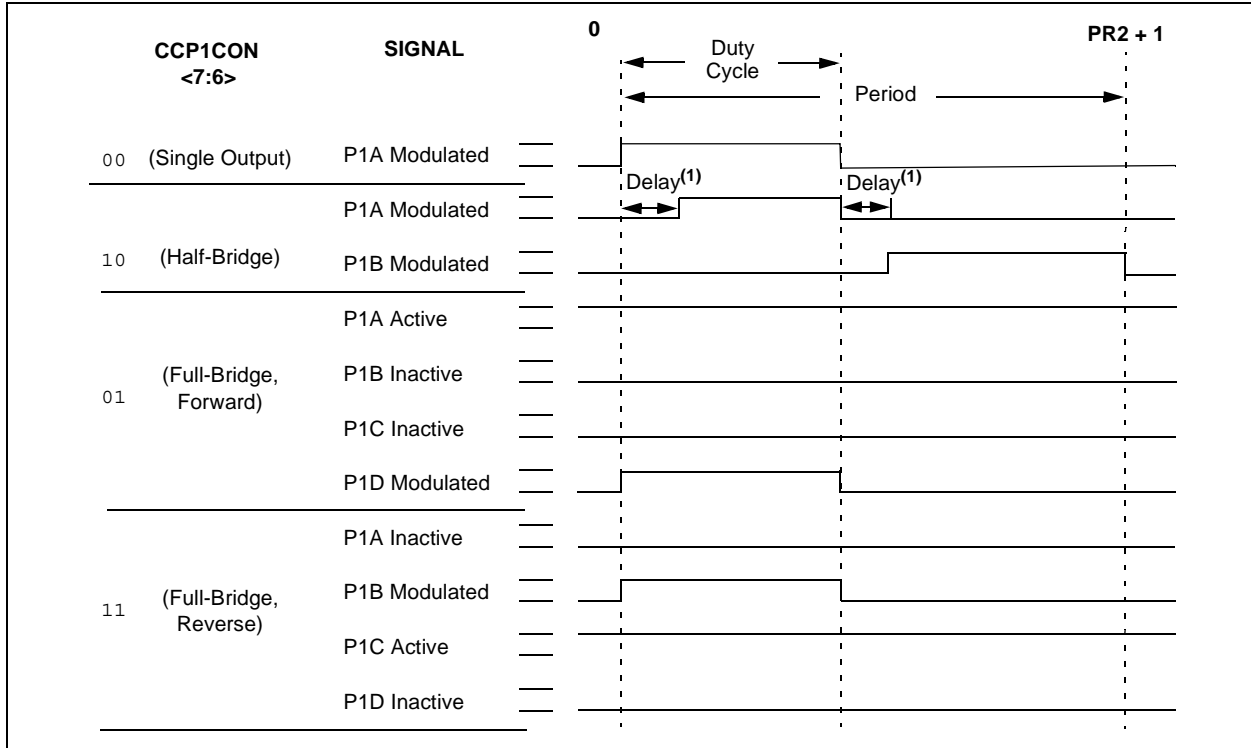 CCP1CON
<7:6>
SIGNAL
0
PR2 + 1
Duty
Cycle
Period
00
(Single Output)
P1A Modulated
Delay(1)
Delay(1)
P1A Modulated
10
(Half-Bridge)
P1B Modulated
P1A Active
01
(Full-Bridge,
Forward)
P1B Inactive
P1C Inactive
P1D Modulated
P1A Inactive
11
(Full-Bridge,
Reverse)
P1B Modulated
P1C Active
P1D Inactive